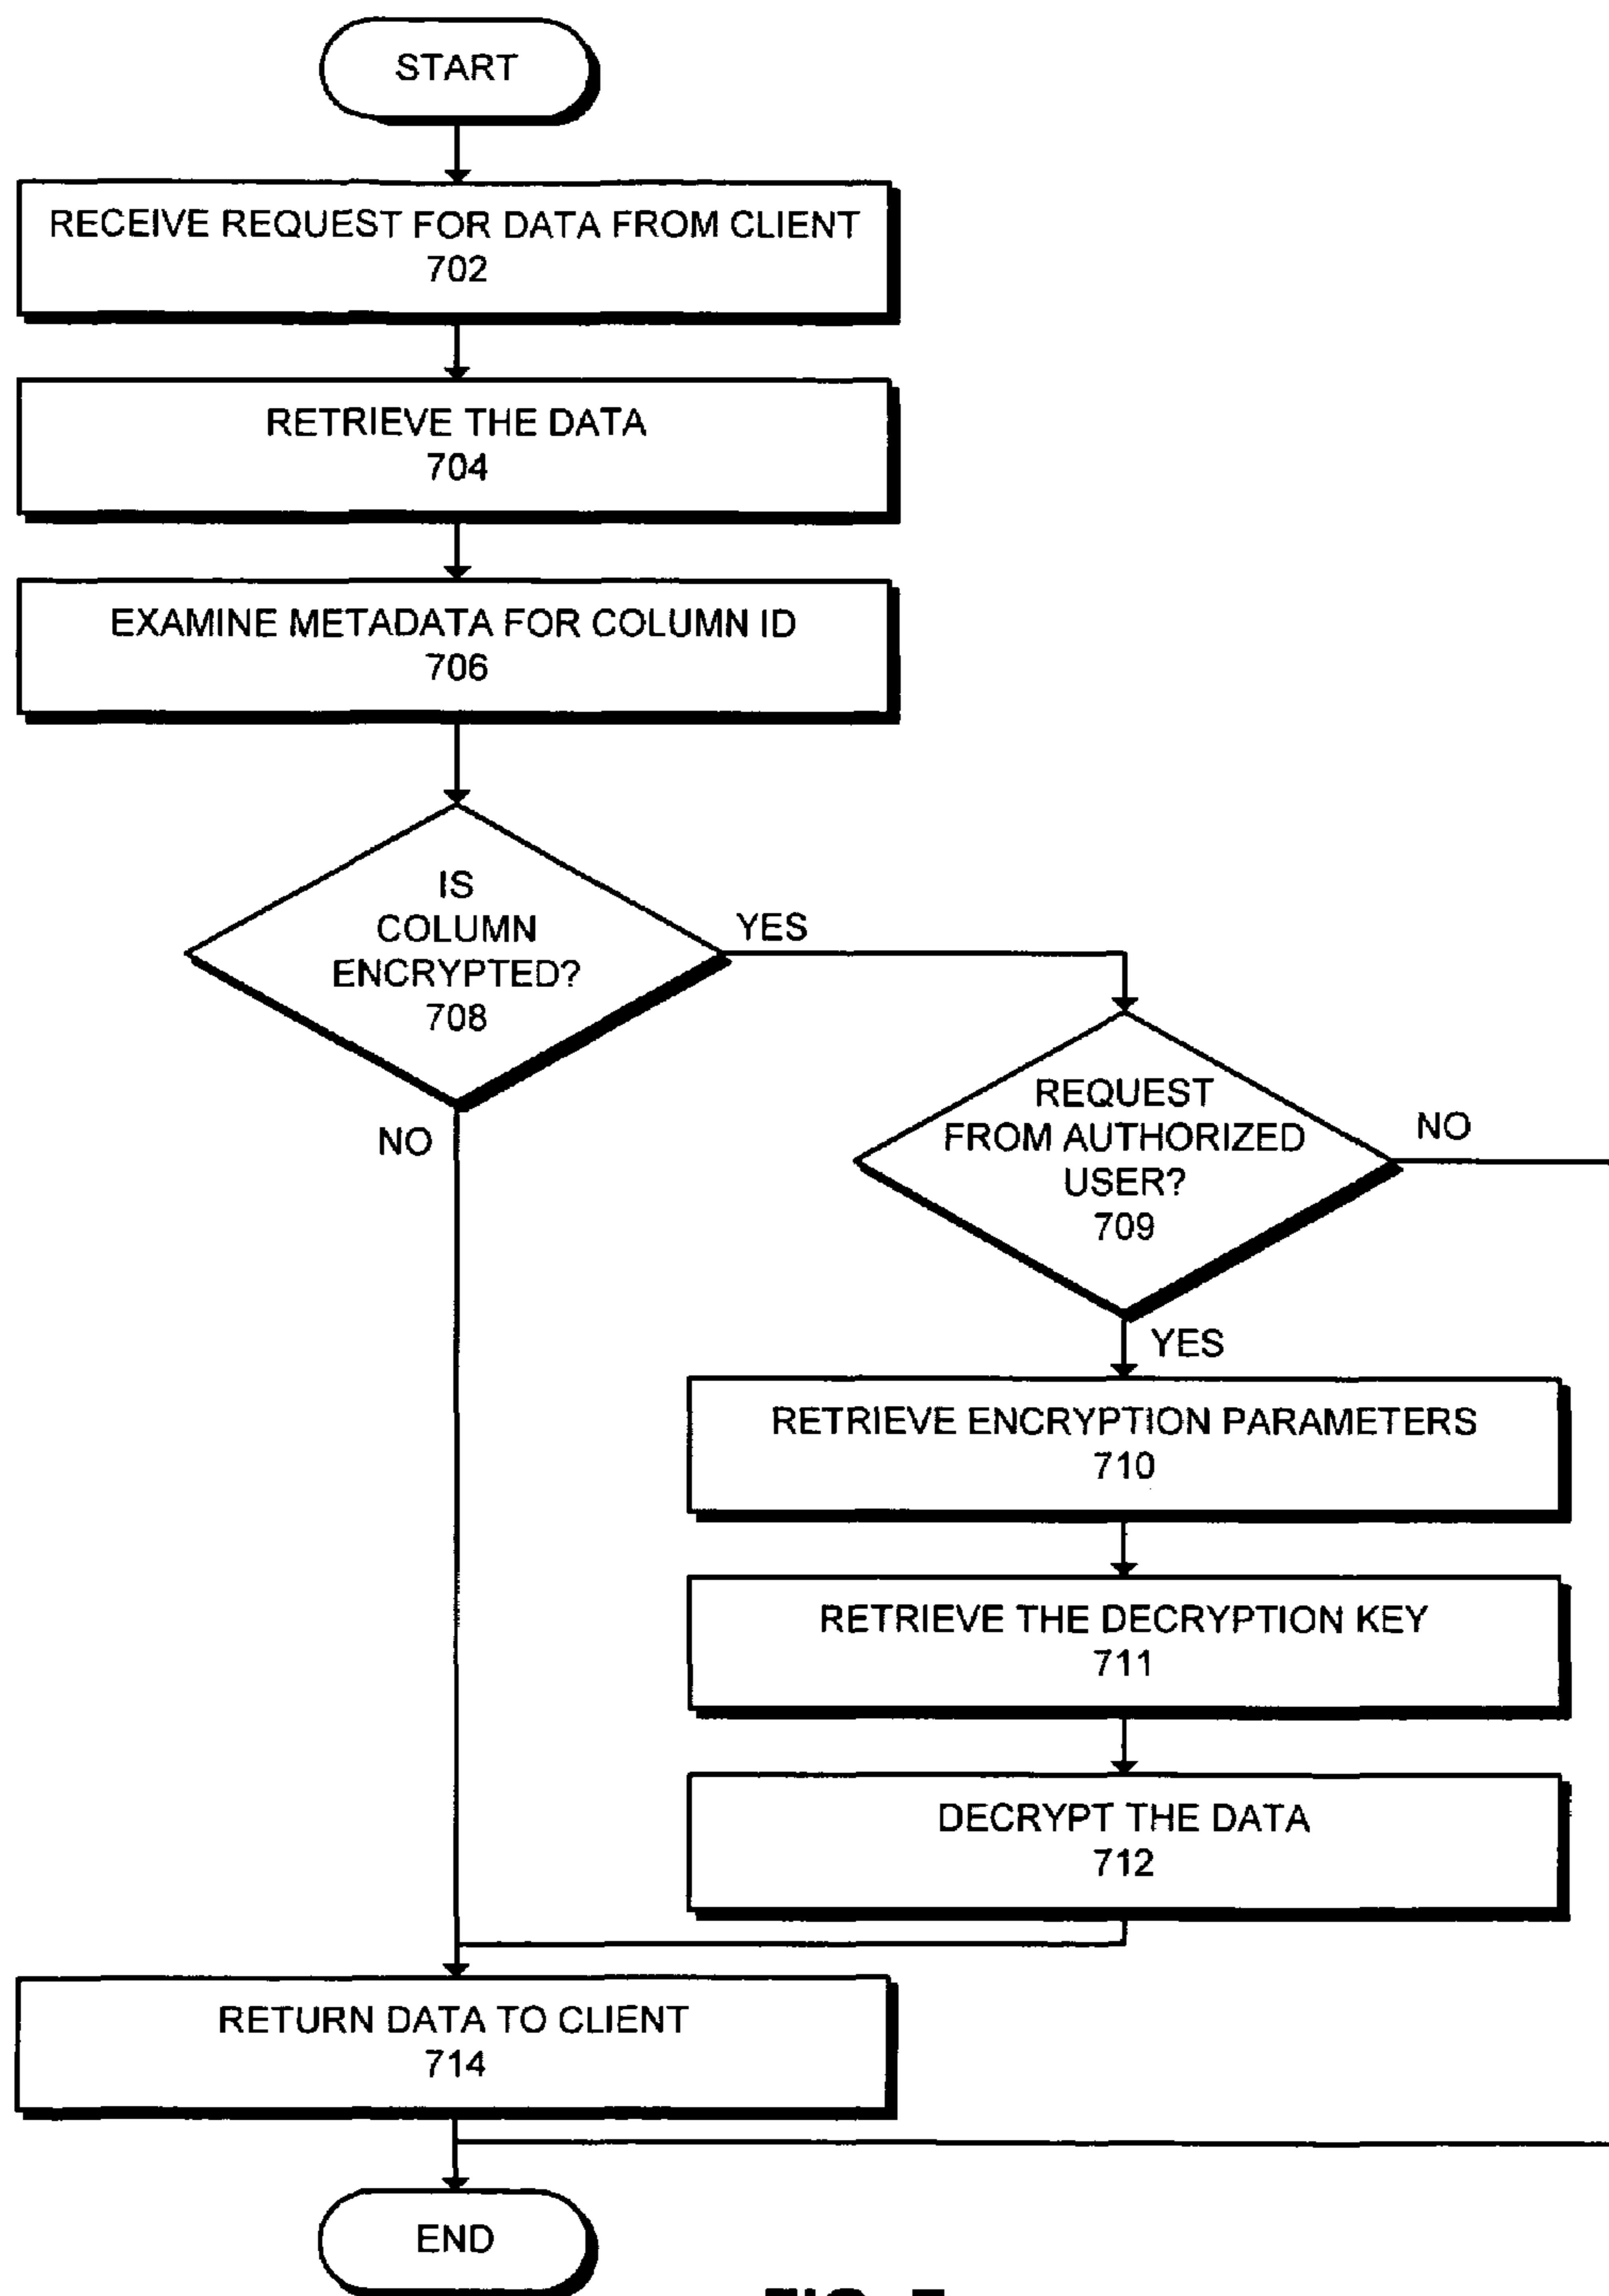 START
RECEIVE REQUEST FOR DATA FROM CLIENT
702
RETRIEVE THE DATA
704
EXAMINE METADATA FOR COLUMN ID
706
IS
COLUMN
ENCRYPTED?
708
YES
NO
REQUEST
FROM AUTHORIZED
USER?
709
NO
YES
RETRIEVE ENCRYPTION PARAMETERS
710
RETRIEVE THE DECRYPTION KEY
711
DECRYPT THE DATA
712
RETURN DATA TO CLIENT
714
END